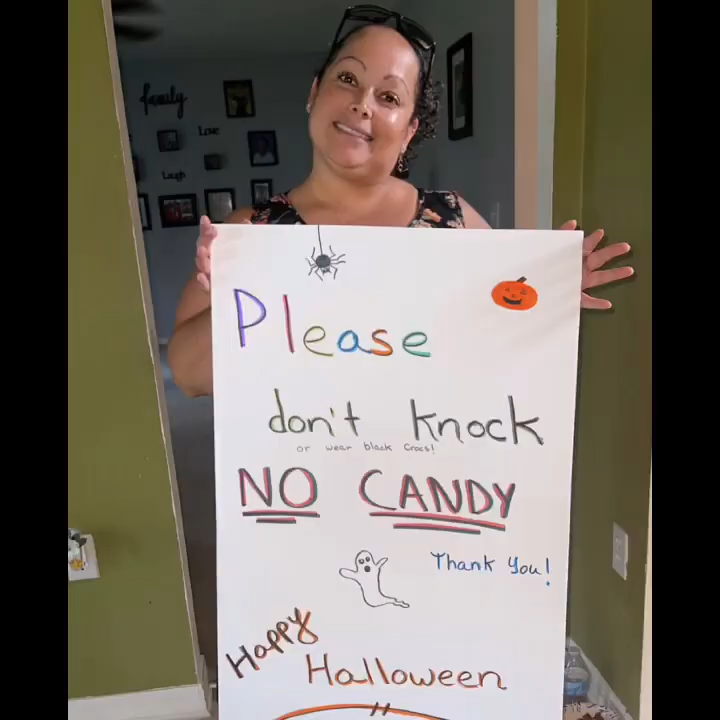 family
Love
Laugh
Please
don't knock
or wear black Crocs!
NO CANDY
Thank You!
Happy
Halloween